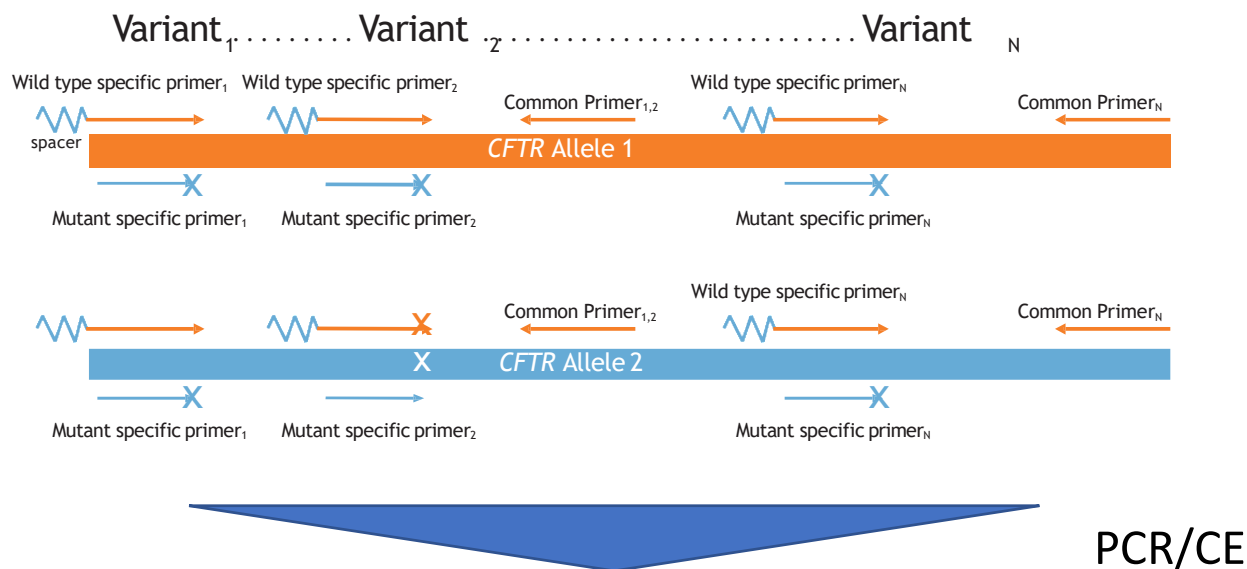 Variant₁.........Variant ₂............................Variant ₙ
Wild type specific primer₁ Wild type specific primer₂ Wild type specific primerₙ
Common Primer₁,₂ Common Primerₙ
spacer
CFTR Allele 1
X X X
Mutant specific primer₁ Mutant specific primer₂ Mutant specific primerₙ
Wild type specific primerₙ
Common Primer₁,₂ Common Primerₙ
X
X CFTR Allele 2
X X
Mutant specific primer₁ Mutant specific primer₂ Mutant specific primerₙ
PCR/CE